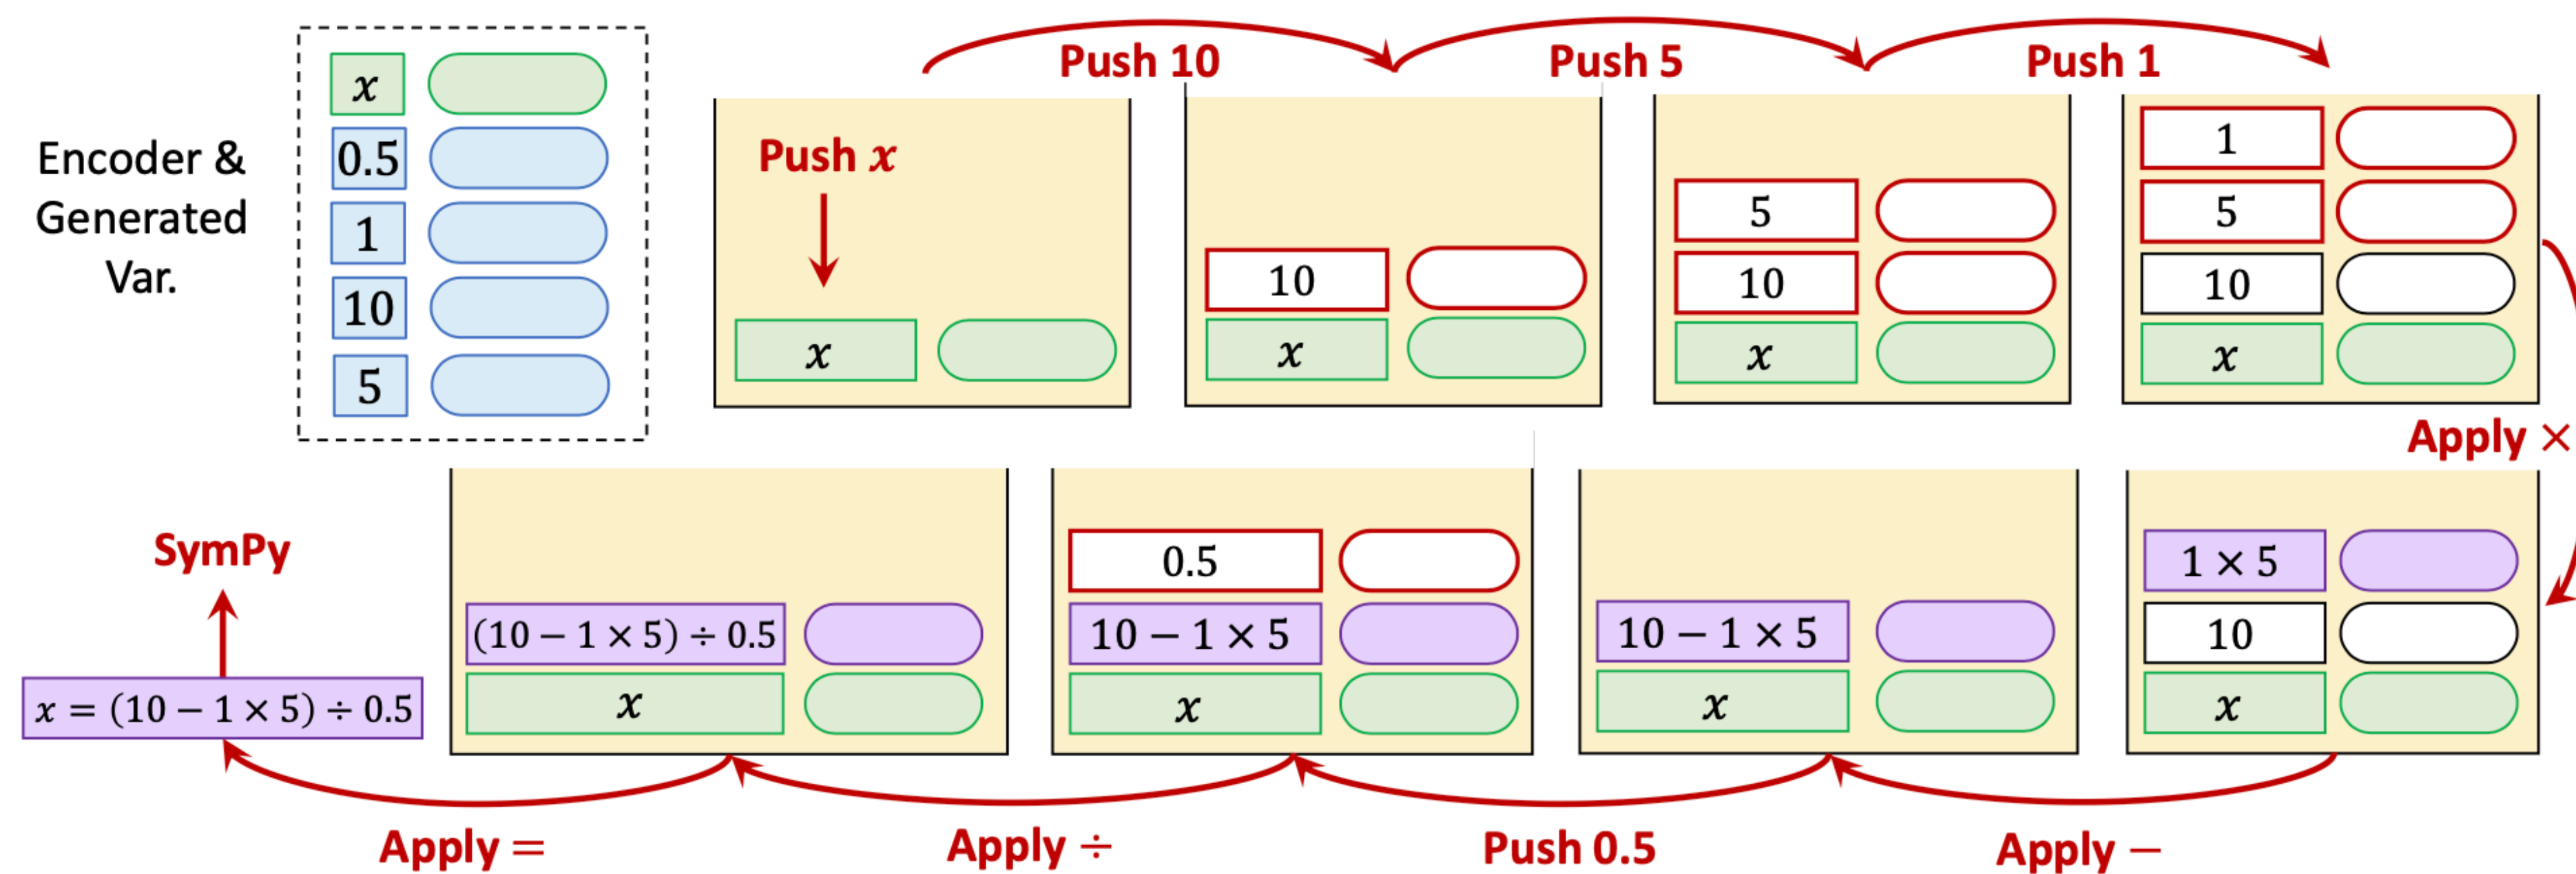 Encoder &
Generated
Var.
x
0.5
1
10
5
Push x
x
Push 10
10
x
Push 5
5
10
x
Push 1
1
5
10
x
Apply ×
1 × 5
10
x
Apply −
10 − 1 × 5
x
Push 0.5
0.5
10 − 1 × 5
x
Apply ÷
(10 − 1 × 5) ÷ 0.5
x
Apply =
x = (10 − 1 × 5) ÷ 0.5
SymPy